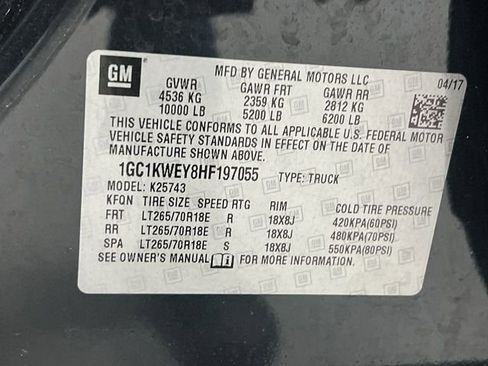 GM
MFD BY GENERAL MOTORS LLC
04/17
GVWR GAWR FRT GAWR RR
4536 KG 2359 KG 2812 KG
10000 LB 5200 LB 6200 LB
THIS VEHICLE CONFORMS TO ALL APPLICABLE U.S. FEDERAL MOTOR
VEHICLE SAFETY STANDARDS IN EFFECT ON THE DATE OF
MANUFACTURE SHOWN ABOVE.
1GC1KWEY8HF197055 TYPE: TRUCK
MODEL: K25743
KFQN TIRE SIZE SPEED RTG RIM COLD TIRE PRESSURE
FRT LT265/70R18E R 18X8J 420KPA(60PSI)
RR LT265/70R18E R 18X8J 480KPA(70PSI)
SPA LT265/70R18E S 18X8J 550KPA(80PSI)
SEE OWNER'S MANUAL FOR MORE INFORMATION.